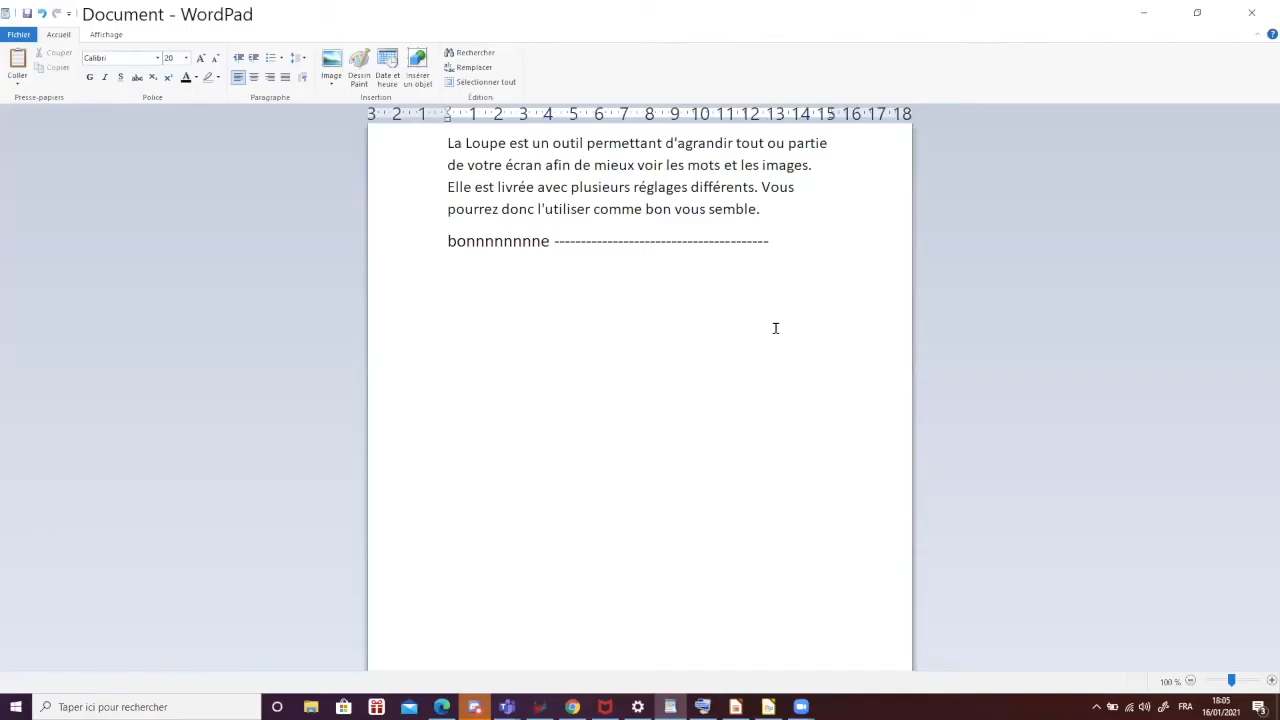 Document - WordPad
Fichier Accueil Affichage
Coller
Couper
Copier
Presse-papiers
Calibri 20
G I S abc X₂ X² A
Police
Paragraphe
Image
Dessin Paint
Date et heure
Insérer un objet
Insertion
Rechercher
Remplacer
Sélectionner tout
Édition
3 2 1 1 2 3 4 5 6 7 8 9 10 11 12 13 14 15 16 17 18
La Loupe est un outil permettant d'agrandir tout ou partie
de votre écran afin de mieux voir les mots et les images.
Elle est livrée avec plusieurs réglages différents. Vous
pourrez donc l'utiliser comme bon vous semble.
bonnnnnnnne ----------------------------------------
100 %
Taper ici pour rechercher
FRA
18:05
16/01/2021
2